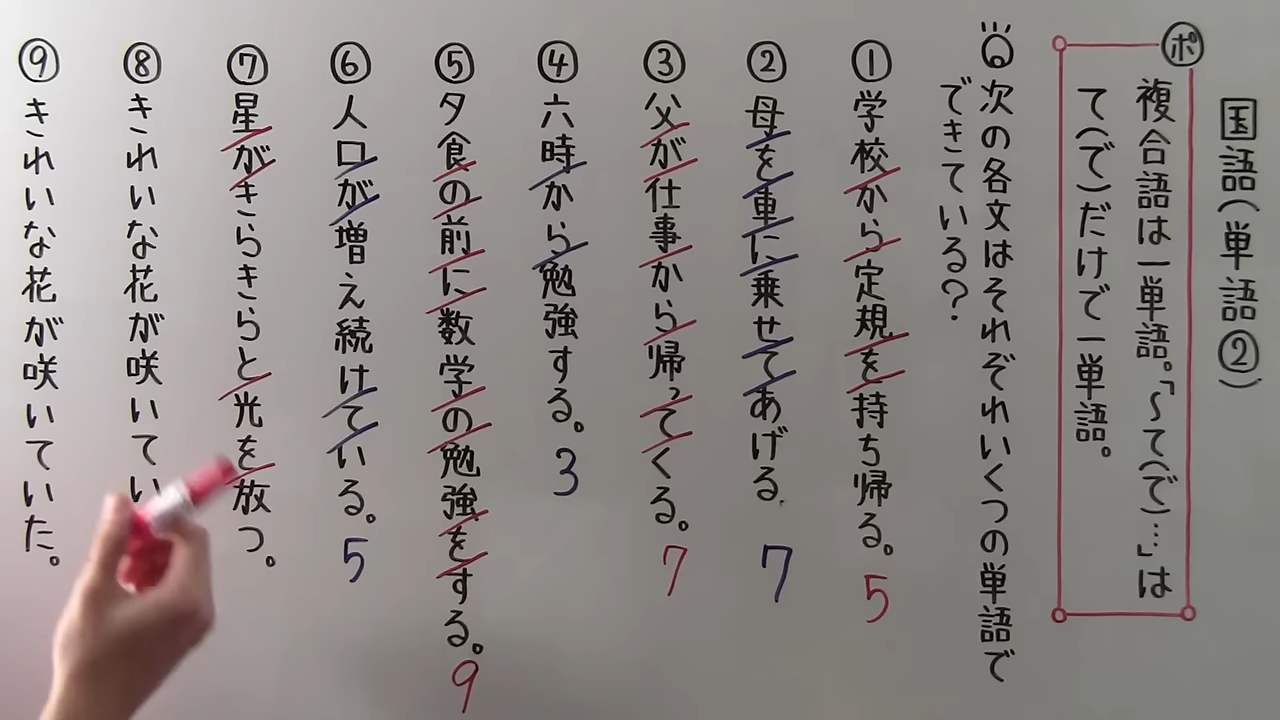 国語(単語②)
ポ
複合語は一単語。「〜て(で)…」は
て(で)だけで一単語。
次の各文はそれぞれいくつの単語で
できている?
① 学校から定規を持ち帰る。 5
② 母を車に乗せてあげる 7
③ 父が仕事から帰ってくる。 7
④ 六時から勉強する。 3
⑤ 夕食の前に数学の勉強をする。 9
⑥ 人口が増え続けている。 5
⑦ 星がきらきらと光を放つ。
⑧ きれいな花が咲いてい
⑨ きれいな花が咲いていた。